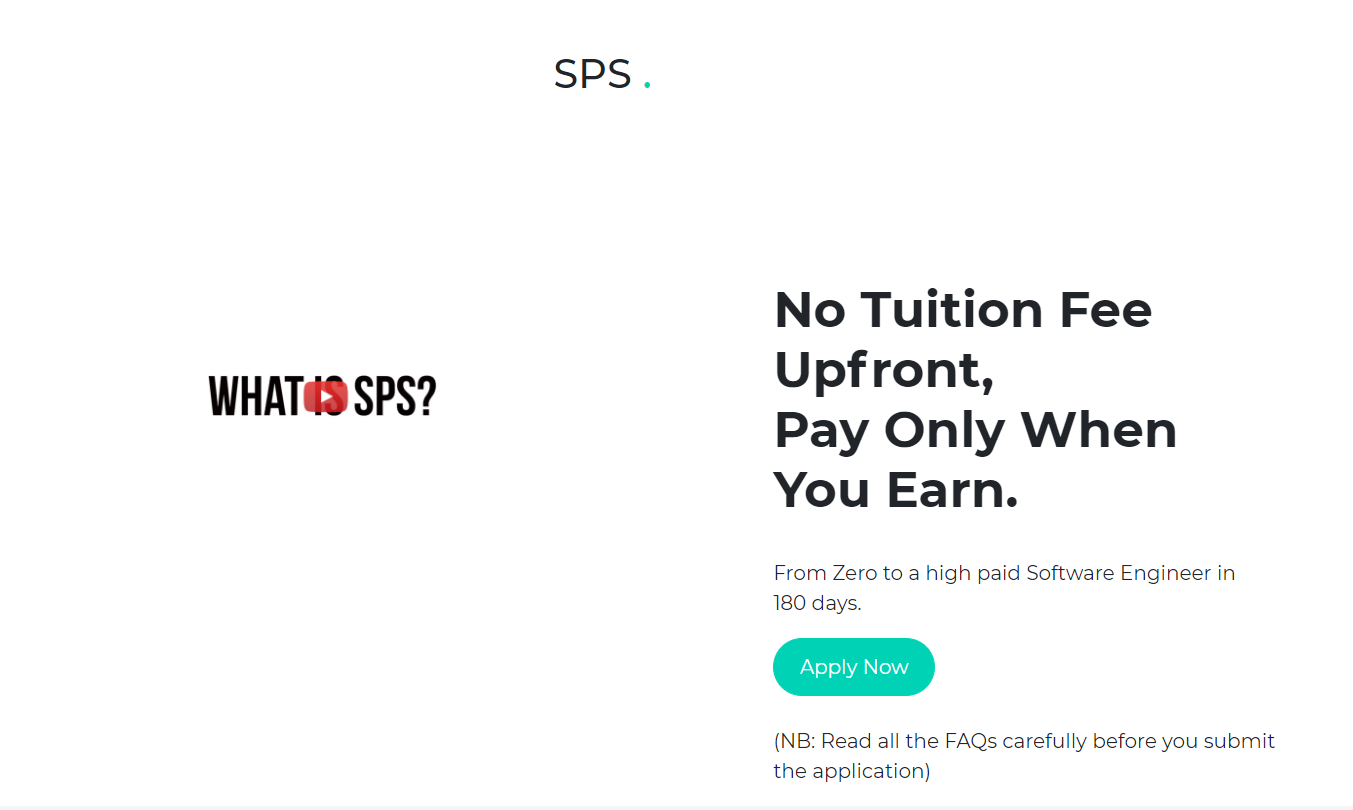 SPS .
WHAT IS SPS?
No Tuition Fee
Upfront,
Pay Only When
You Earn.
From Zero to a high paid Software Engineer in
180 days.
Apply Now
(NB: Read all the FAQs carefully before you submit
the application)